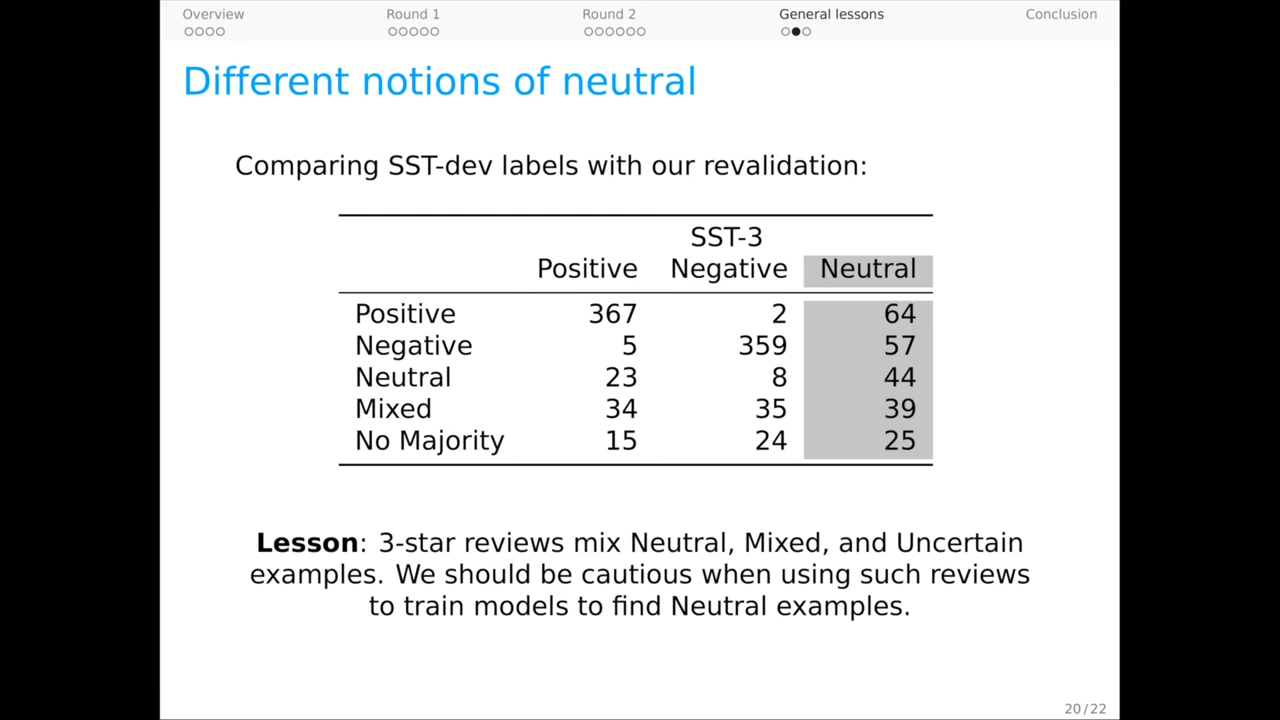 Overview Round 1 Round 2 General lessons Conclusion
Different notions of neutral
Comparing SST-dev labels with our revalidation:
SST-3
Positive Negative Neutral
Positive 367 2 64
Negative 5 359 57
Neutral 23 8 44
Mixed 34 35 39
No Majority 15 24 25
Lesson: 3-star reviews mix Neutral, Mixed, and Uncertain
examples. We should be cautious when using such reviews
to train models to find Neutral examples.
20/22